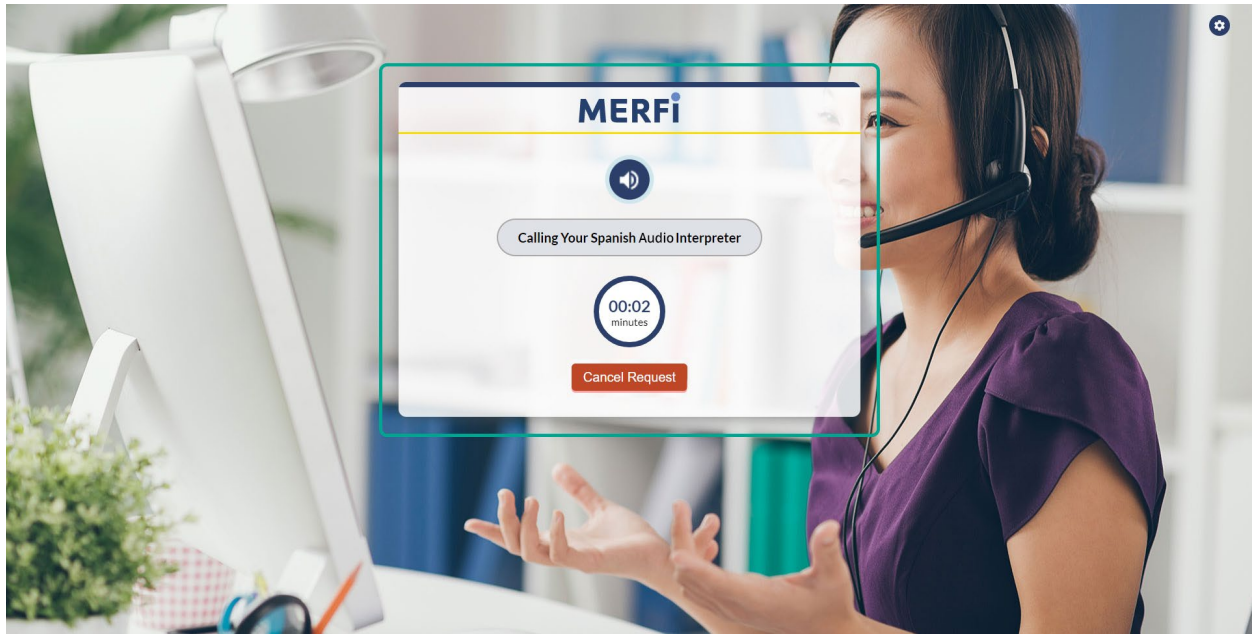 MERFi
Calling Your Spanish Audio Interpreter
00:02
minutes
Cancel Request